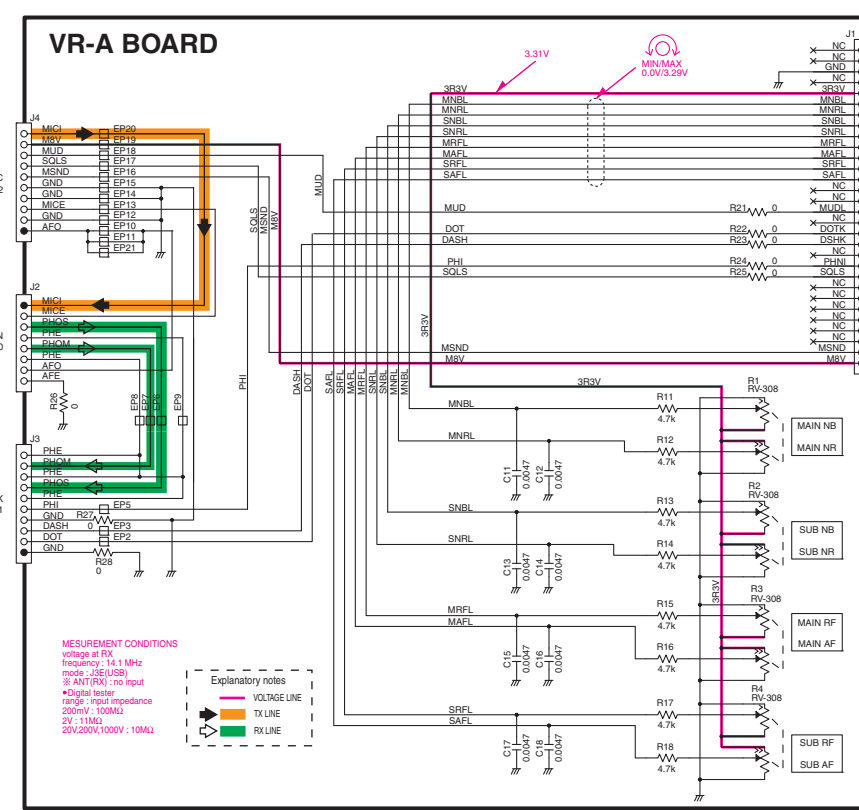 VR-A BOARD
3.31V
MIN/MAX
0.0V/3.29V
J1
NC
NC
GND
NC
3R3V 3R3V
MNBL MNBL
MNRL MNRL
SNBL SNBL
SNRL SNRL
MRFL MRFL
MAFL MAFL
SRFL SRFL
SAFL SAFL
NC
NC
MUD R21 0 MUDL
NC
DOT R22 0 DOTK
DASH R23 0 DSHK
NC
PHI R24 0 PHNI
SQLS R25 0 SQLS
NC
NC
NC
NC
NC
NC
MSND MSND
M8V M8V
J4
MICI EP20
M8V EP19
MUD EP18
SQLS EP17
MSND EP16
GND EP15
GND EP14
MICE EP13
GND EP12
AFO EP10
EP11
EP21
MUD
SQLS
MSND
M8V
J2
MICI
MICE
PHOS
PHE
PHOM
PHE
AFO
AFE
R26
0
EP8
EP7
EP6
EP9
PHI
DASH
DOT
SAFL
SRFL
MAFL
MRFL
SNRL
SNBL
MNRL
MNBL
3R3V
3R3V
J3
PHE
PHOM
PHE
PHOS
PHE
PHI EP5
GND R27
DASH 0 EP3
DOT EP2
GND
R28
0
MNBL R11
4.7k
R1
RV-308
MAIN NB
MAIN NR
MNRL R12
4.7k
C11
0.0047
C12
0.0047
SNBL R13
4.7k
R2
RV-308
SUB NB
SUB NR
SNRL R14
4.7k
C13
0.0047
C14
0.0047
3R3V
MRFL R15
4.7k
R3
RV-308
MAIN RF
MAIN AF
MAFL R16
4.7k
C15
0.0047
C16
0.0047
SRFL R17
4.7k
R4
RV-308
SUB RF
SUB AF
SAFL R18
4.7k
C17
0.0047
C18
0.0047
MESUREMENT CONDITIONS
voltage at RX
frequency : 14.1 MHz
mode : J3E(USB)
※ ANT(RX) : no input
•Digital tester
range : input impedance
200mV : 100MΩ
2V : 11MΩ
20V,200V,1000V : 10MΩ
Explanatory notes
VOLTAGE LINE
TX LINE
RX LINE